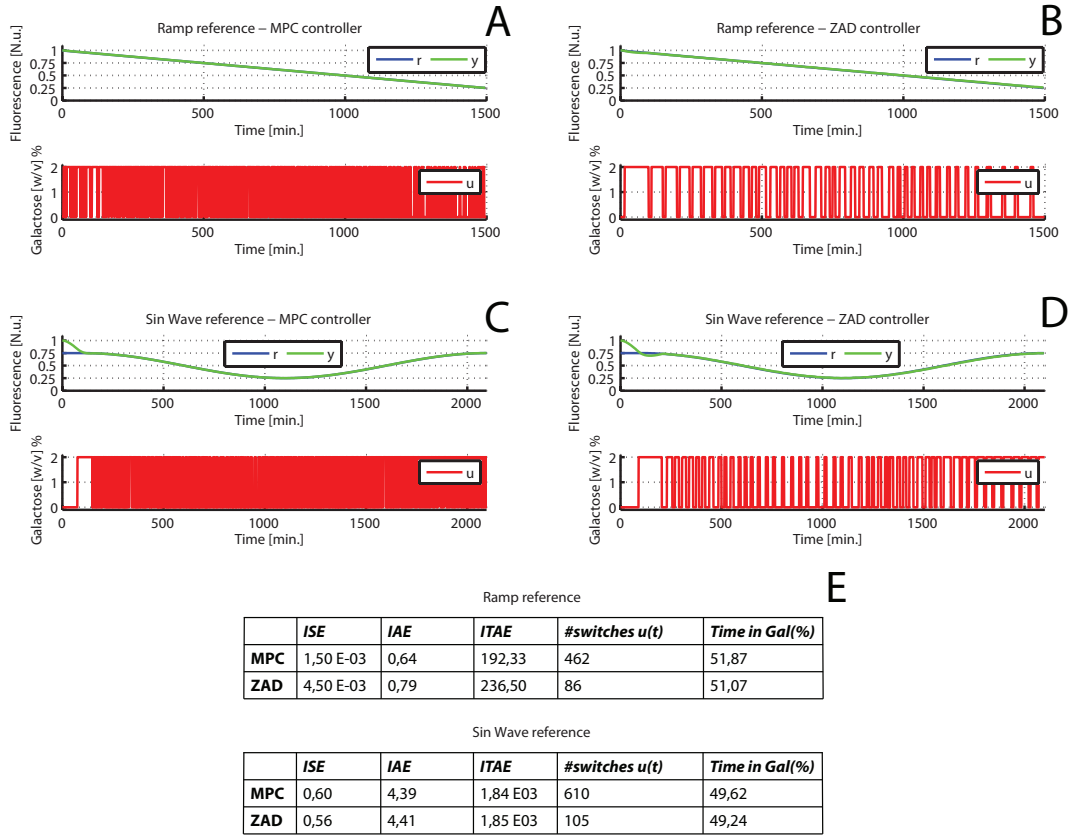 A
Ramp reference – MPC controller
Fluorescence [N.u.]
1
0.75
0.5
0.25
0
r y
0 500 1000 1500
Time [min.]
Galactose [w/v] %
2
1
0
u
0 500 1000 1500
Time [min.]
B
Ramp reference – ZAD controller
Fluorescence [N.u.]
1
0.75
0.5
0.25
0
r y
0 500 1000 1500
Time [min.]
Galactose [w/v] %
2
1
0
u
0 500 1000 1500
Time [min.]
C
Sin Wave reference – MPC controller
Fluorescence [N.u.]
1
0.75
0.5
0.25
0
r y
0 500 1000 1500 2000
Time [min.]
Galactose [w/v] %
2
1
0
u
0 500 1000 1500 2000
Time [min.]
D
Sin Wave reference – ZAD controller
Fluorescence [N.u.]
1
0.75
0.5
0.25
0
r y
0 500 1000 1500 2000
Time [min.]
Galactose [w/v] %
2
1
0
u
0 500 1000 1500 2000
Time [min.]
E
Ramp reference
ISE IAE ITAE #switches u(t) Time in Gal(%)
MPC 1,50 E-03 0,64 192,33 462 51,87
ZAD 4,50 E-03 0,79 236,50 86 51,07
Sin Wave reference
ISE IAE ITAE #switches u(t) Time in Gal(%)
MPC 0,60 4,39 1,84 E03 610 49,62
ZAD 0,56 4,41 1,85 E03 105 49,24